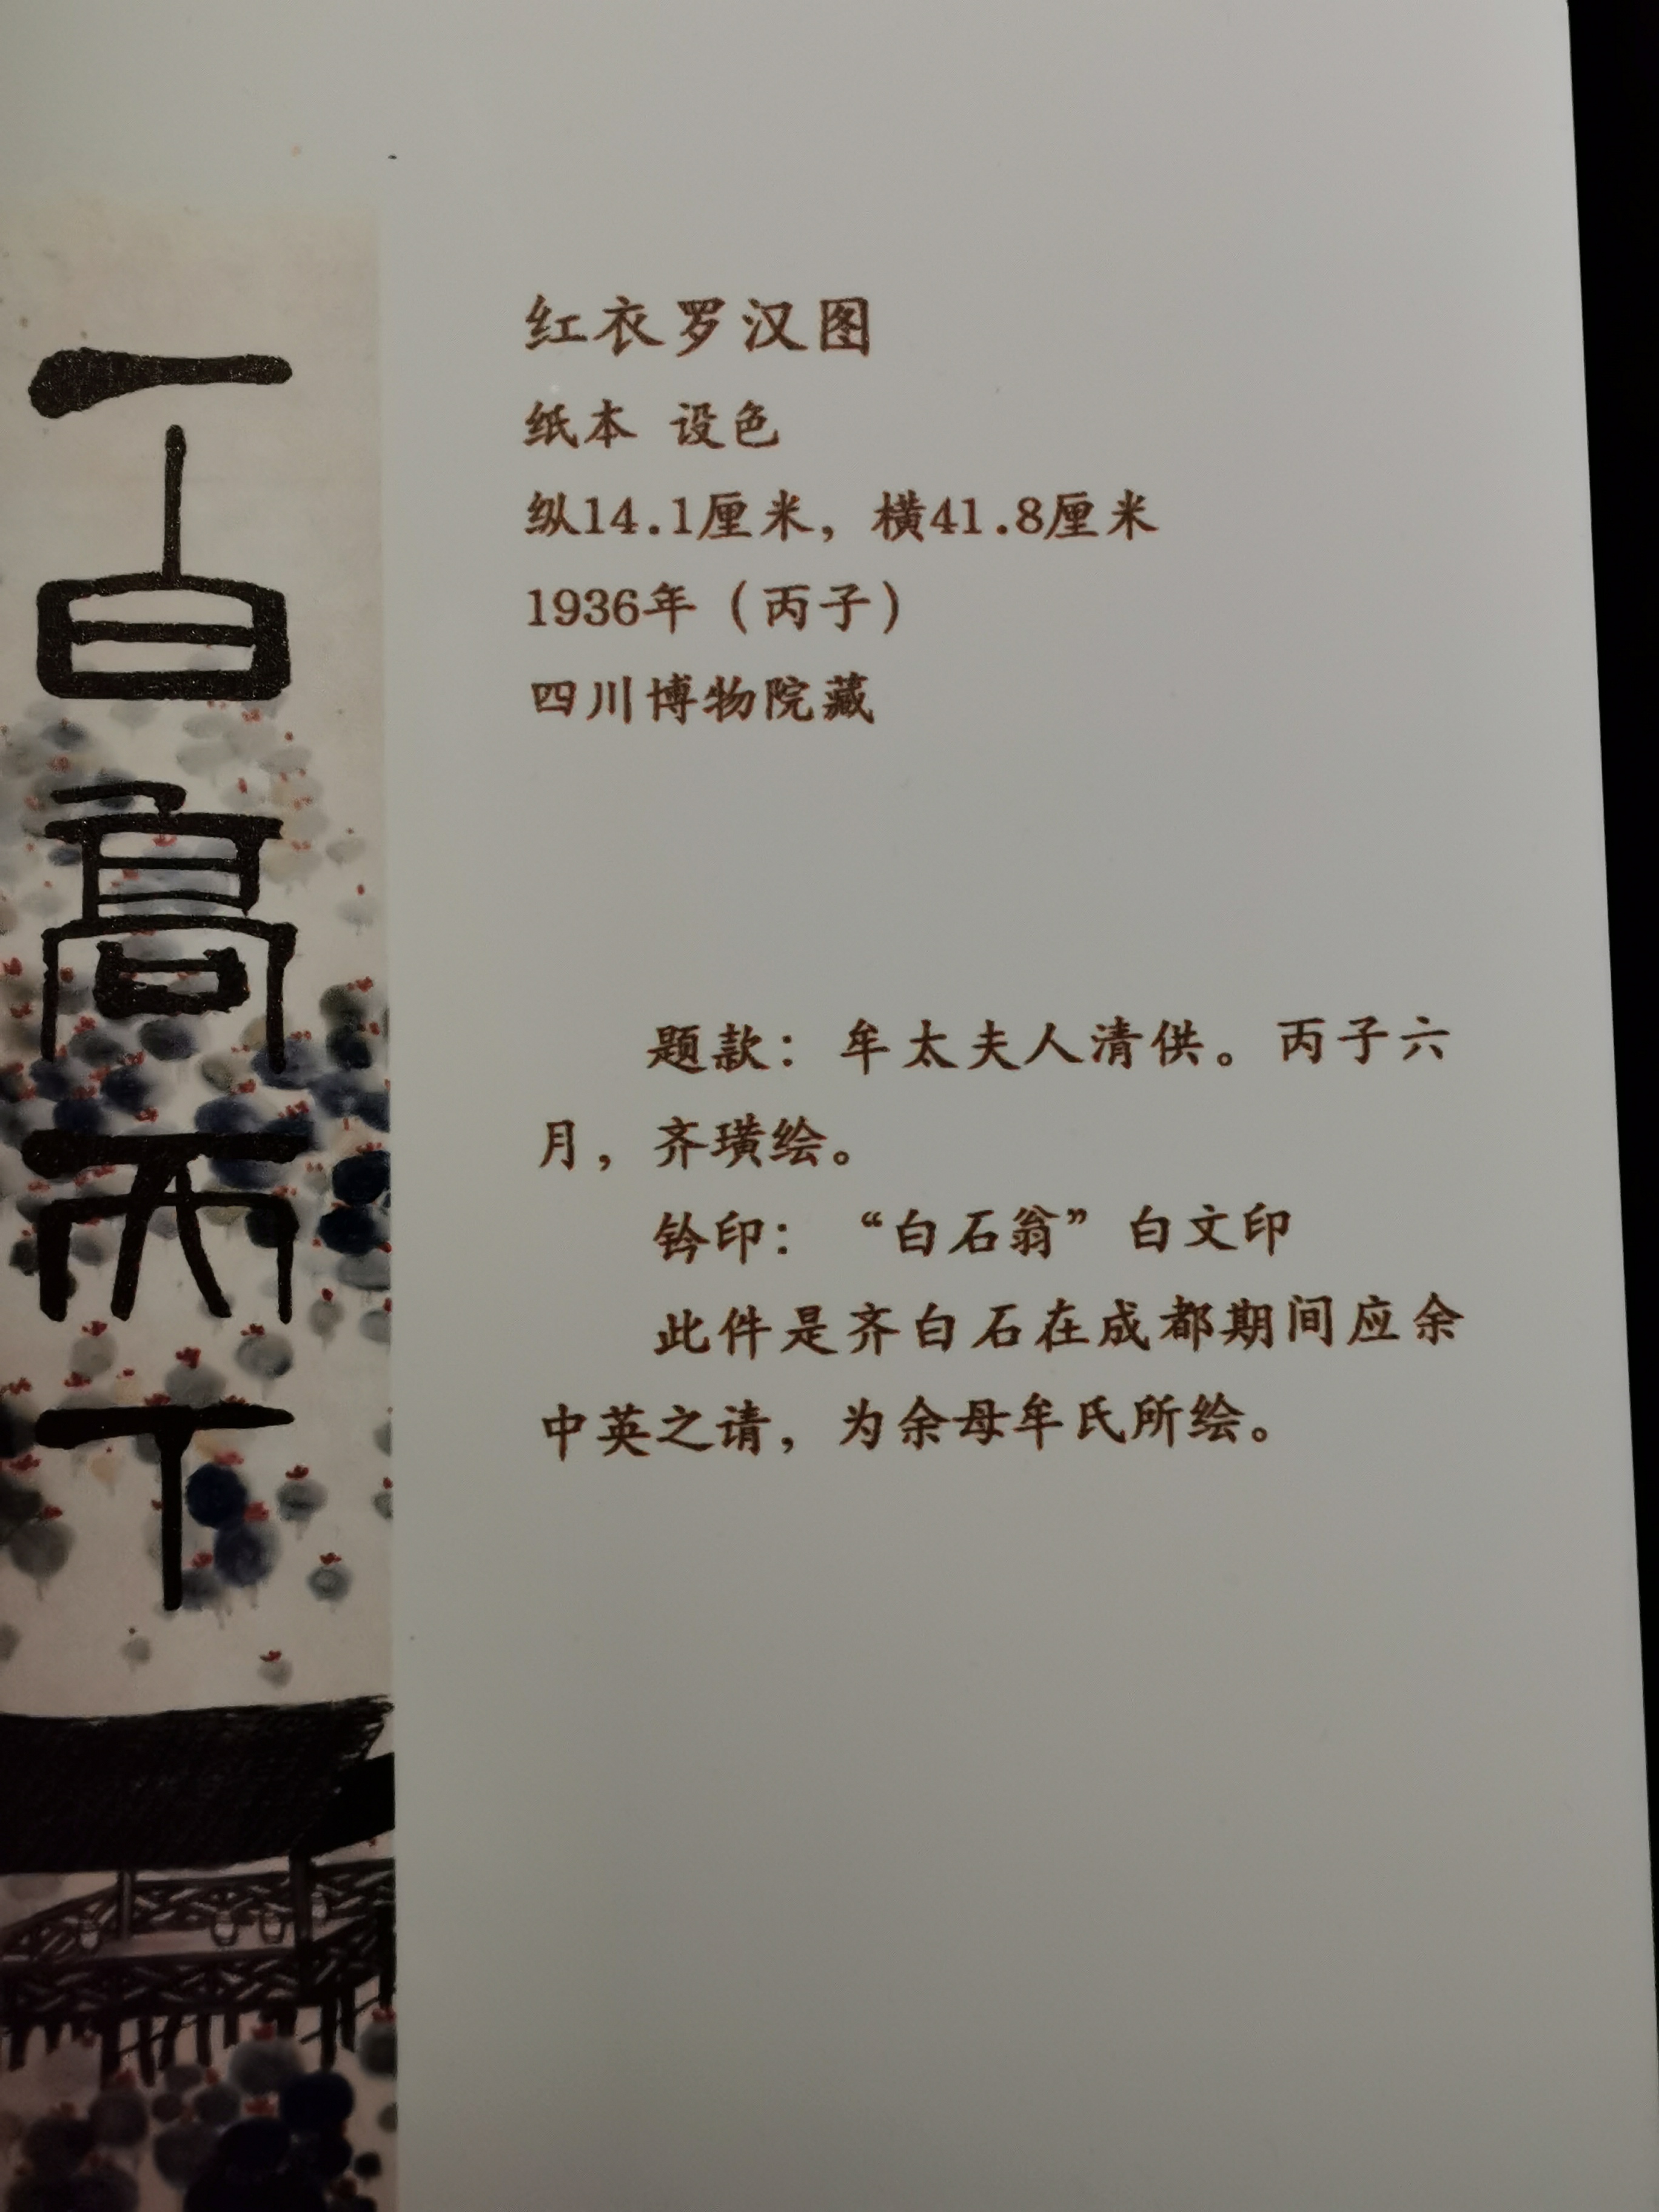 一白高天下
红衣罗汉图
纸本 设色
纵14.1厘米，横41.8厘米
1936年（丙子）
四川博物院藏
题款：牟太夫人清供。丙子六
月，齐璜绘。
钤印：“白石翁”白文印
此件是齐白石在成都期间应余
中英之请，为余母牟氏所绘。